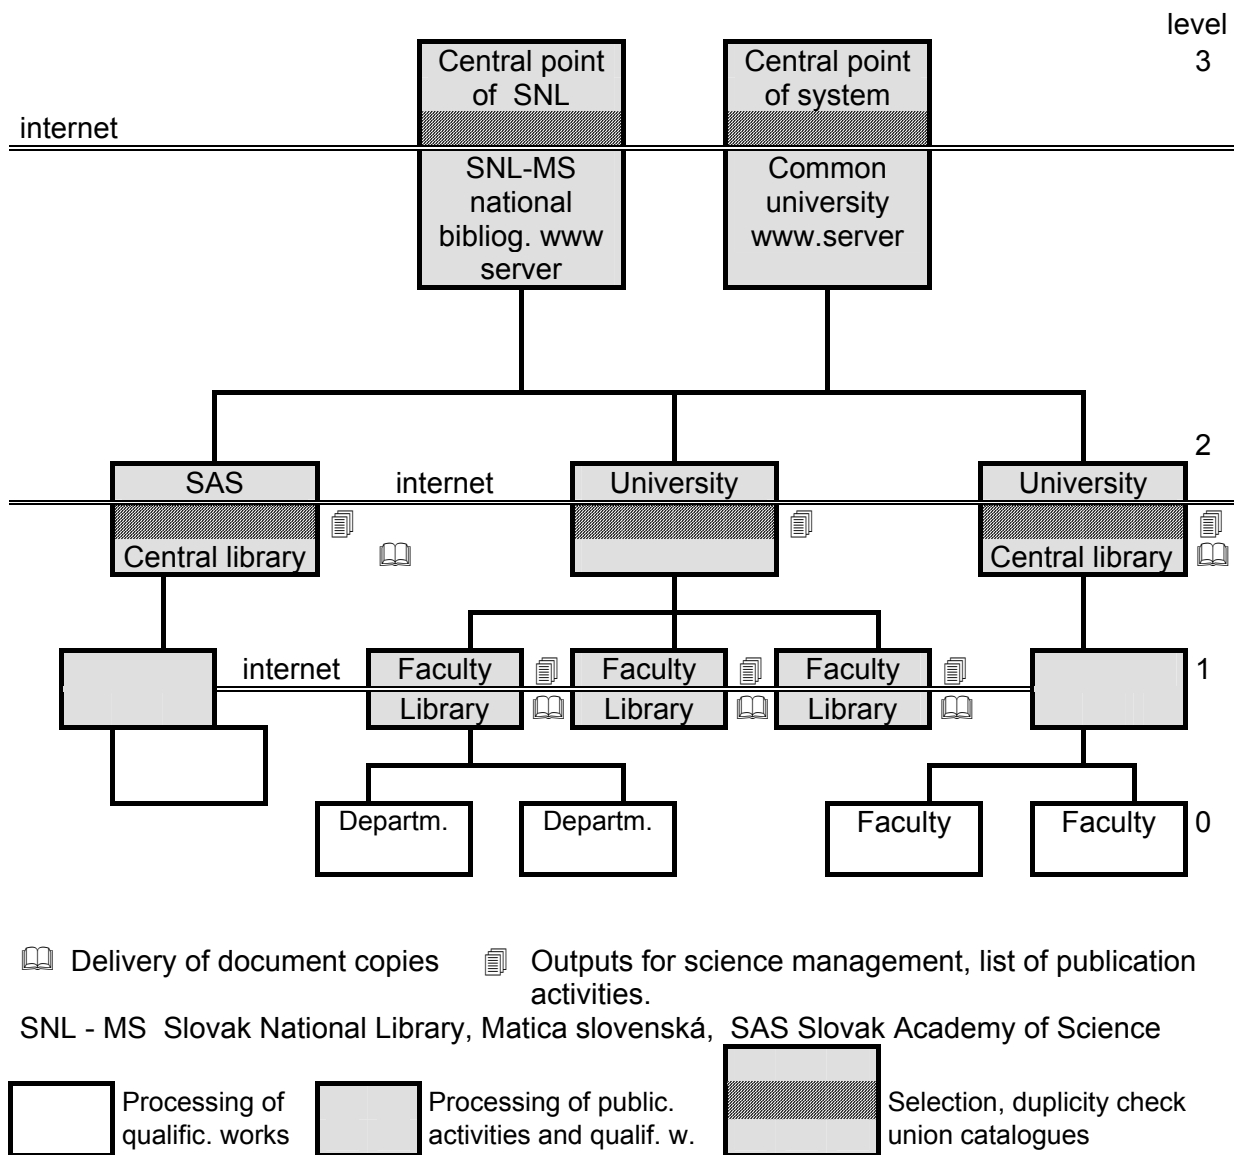 level
Central point
of SNL
Central point
of system
3
internet
SNL-MS
national
bibliog. www
server
Common
university
www.server
2
SAS
internet
University
University
Central library
Central library
internet
Faculty
Library
Faculty
Library
Faculty
Library
1
Departm.
Departm.
Faculty
Faculty
0
Delivery of document copies
Outputs for science management, list of publication
activities.
SNL - MS Slovak National Library, Matica slovenská, SAS Slovak Academy of Science
Processing of
qualific. works
Processing of public.
activities and qualif. w.
Selection, duplicity check
union catalogues